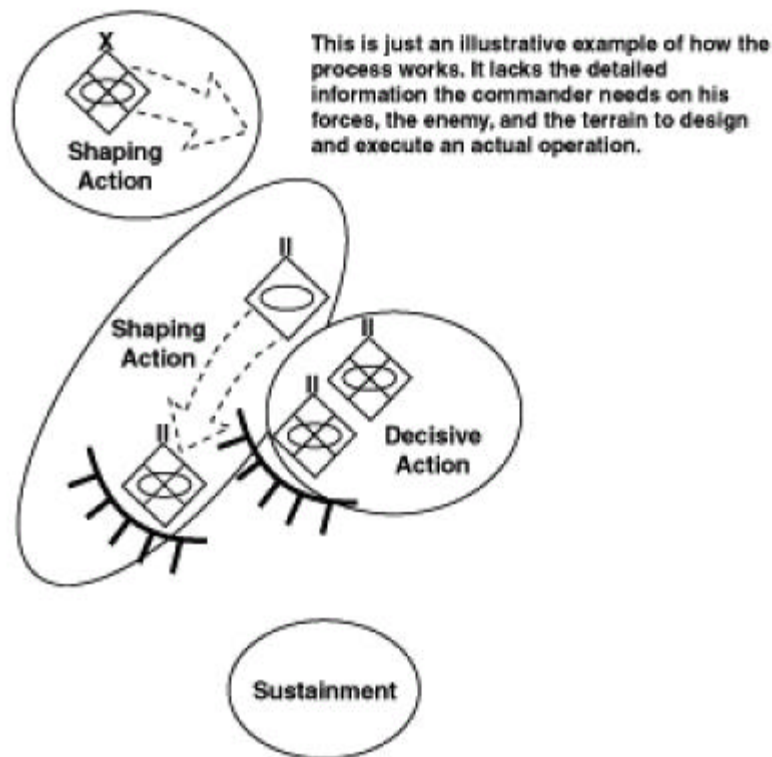 This is just an illustrative example of how the
process works. It lacks the detailed
information the commander needs on his
forces, the enemy, and the terrain to design
and execute an actual operation.
X
Shaping
Action
II
Shaping
Action
II
II
II
Decisive
Action
Sustainment